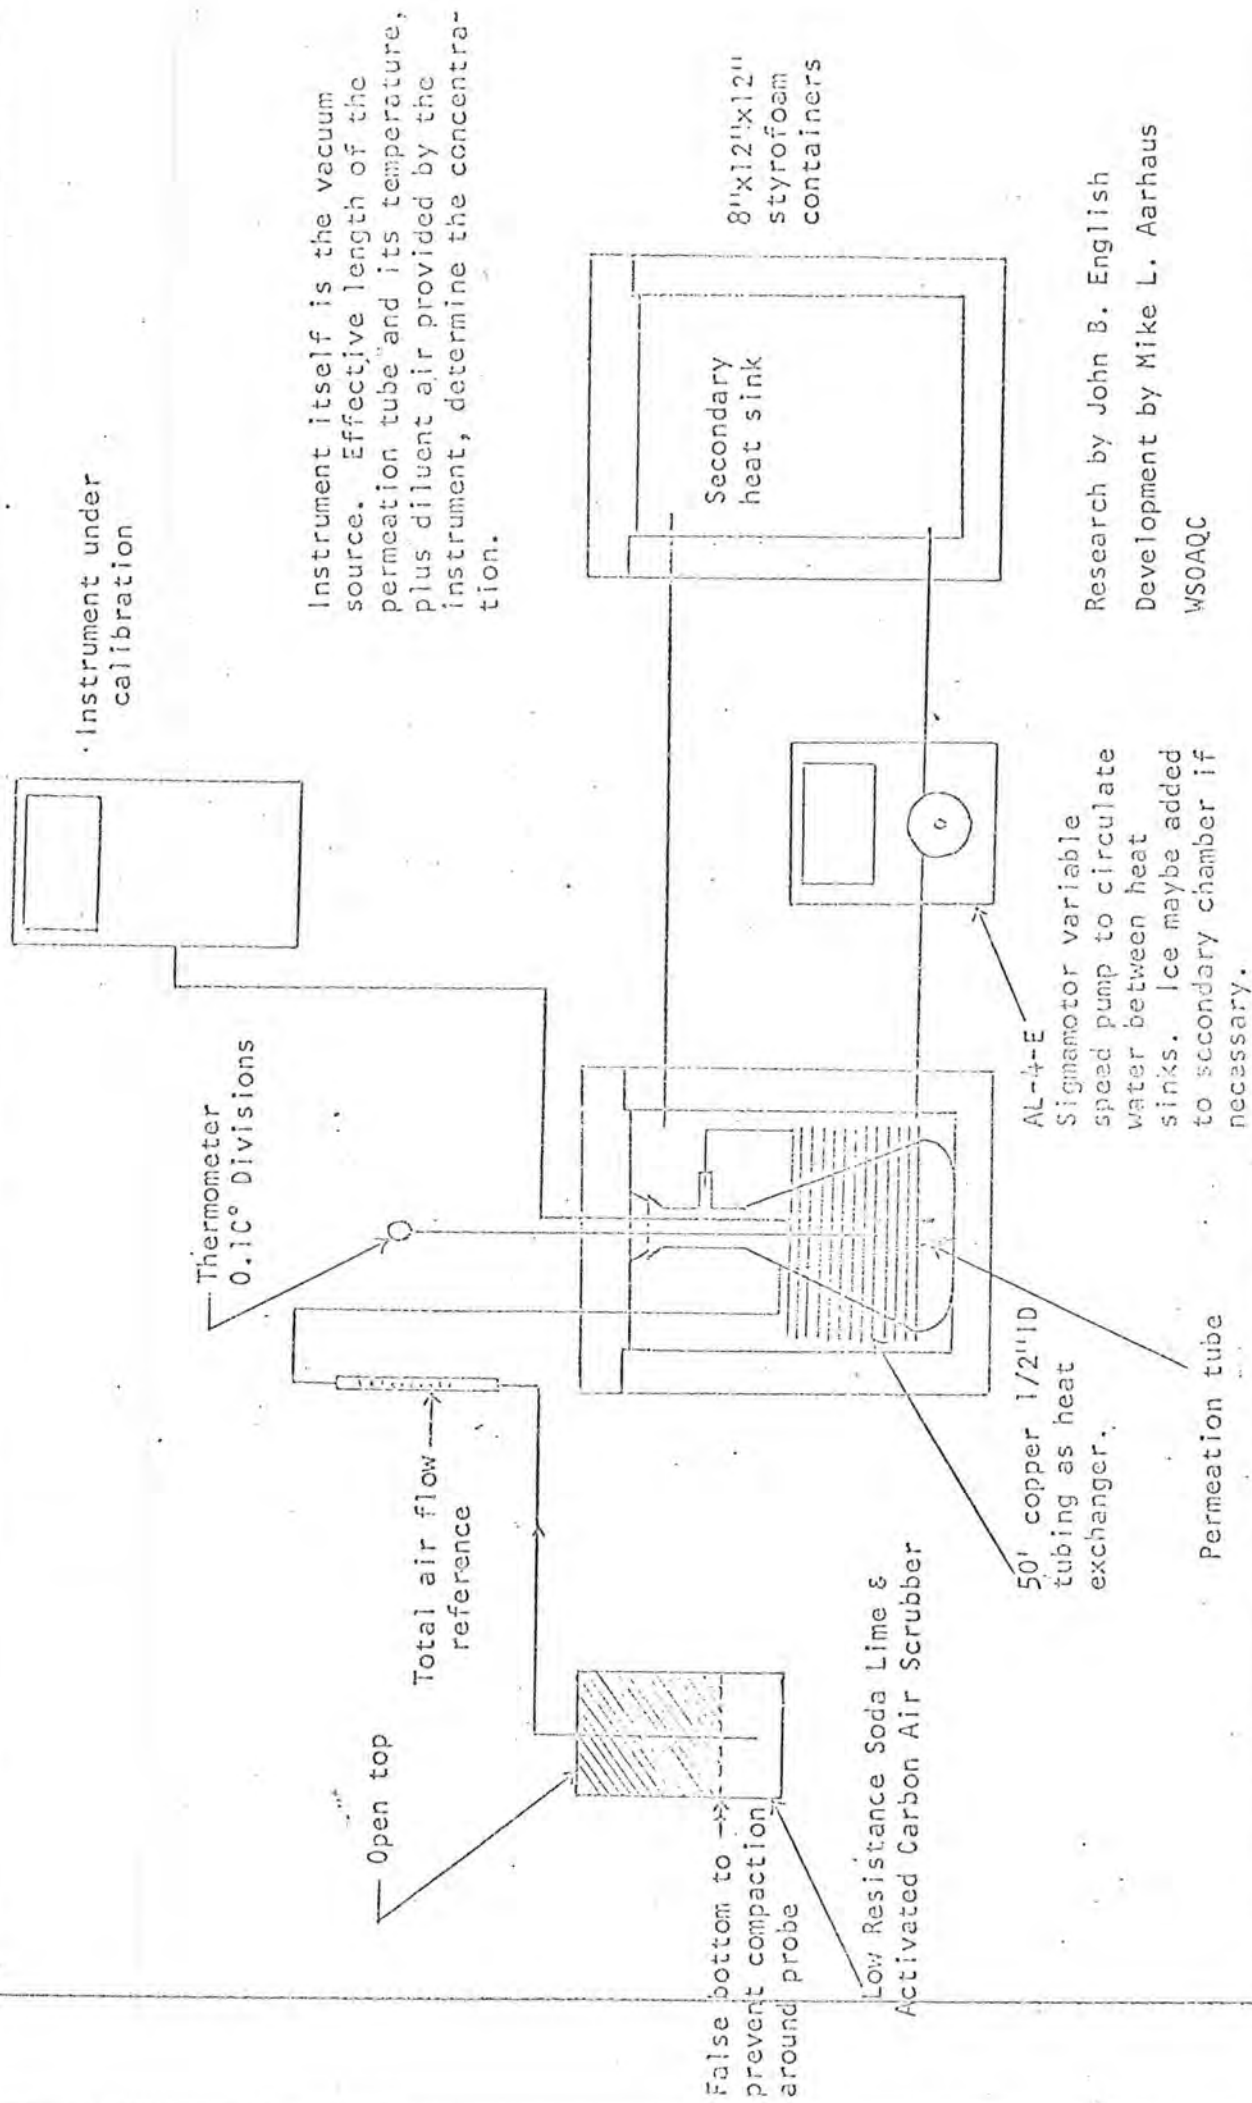 Open top
Total air flow
reference
Thermometer
0.1C° Divisions
Instrument under
calibration
Instrument itself is the vacuum
source. Effective length of the
permeation tube and its temperature,
plus diluent air provided by the
instrument, determine the concentra-
tion.
False bottom to
prevent compaction
around probe
Low Resistance Soda Lime &
Activated Carbon Air Scrubber
50' copper 1/2"ID
tubing as heat
exchanger.
Permeation tube
AL-4-E
Sigmamotor variable
speed pump to circulate
water between heat
sinks. Ice maybe added
to secondary chamber if
necessary.
Secondary
heat sink
8"x12"x12"
styrofoam
containers
Research by John B. English
Development by Mike L. Aarhaus
WSOAQC